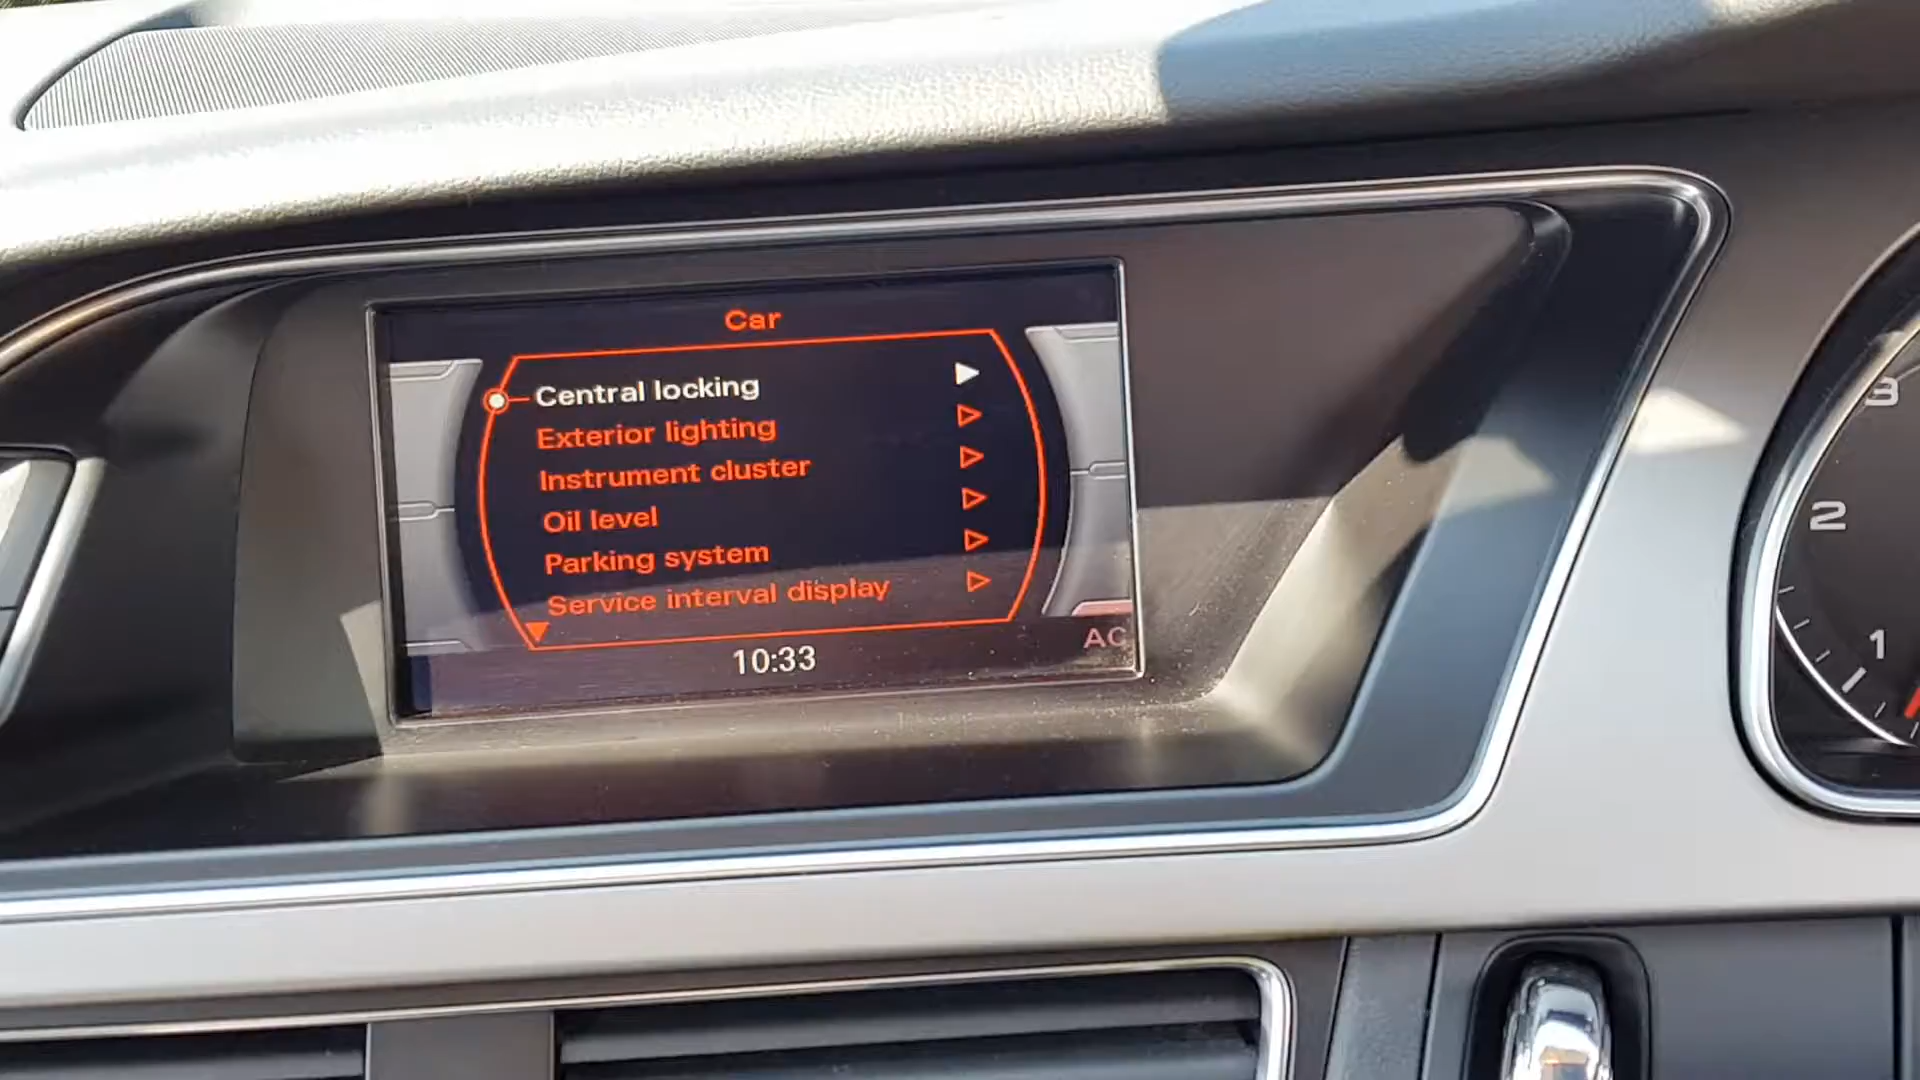 Car
Central locking
Exterior lighting
Instrument cluster
Oil level
Parking system
Service interval display
10:33
AC
3
2
1